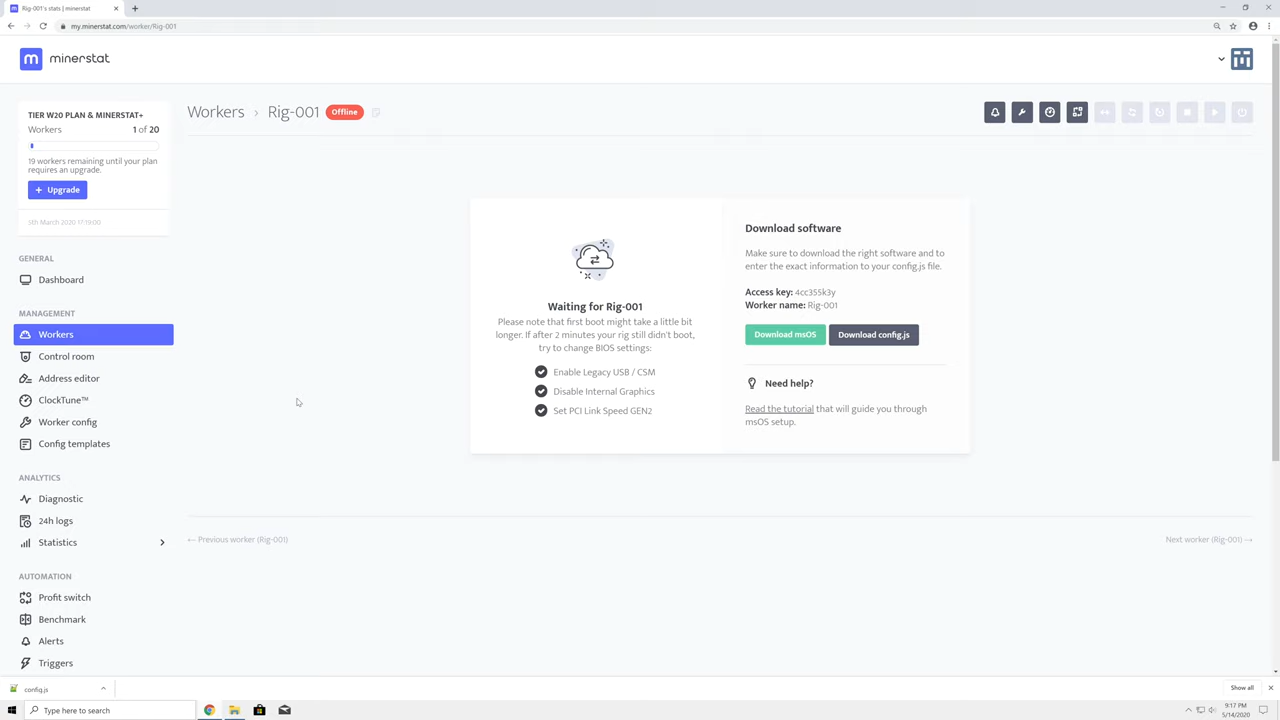 Rig-001's stats | minerstat
my.minerstat.com/worker/Rig-001
minerstat
TIER W20 PLAN & MINERSTAT+
Workers 1 of 20
19 workers remaining until your plan
requires an upgrade.
+ Upgrade
5th March 2020 17:19:00
GENERAL
Dashboard
MANAGEMENT
Workers
Control room
Address editor
ClockTune™
Worker config
Config templates
ANALYTICS
Diagnostic
24h logs
Statistics
AUTOMATION
Profit switch
Benchmark
Alerts
Triggers
Workers › Rig-001 Offline
Waiting for Rig-001
Please note that first boot might take a little bit
longer. If after 2 minutes your rig still didn't boot,
try to change BIOS settings:
Enable Legacy USB / CSM
Disable Internal Graphics
Set PCI Link Speed GEN2
Download software
Make sure to download the right software and to
enter the exact information to your config.js file.
Access key: 4cc355k3y
Worker name: Rig-001
Download msOS Download config.js
Need help?
Read the tutorial that will guide you through
msOS setup.
← Previous worker (Rig-001)
Next worker (Rig-001) →
config.js
Show all
Type here to search
9:17 PM
5/14/2020